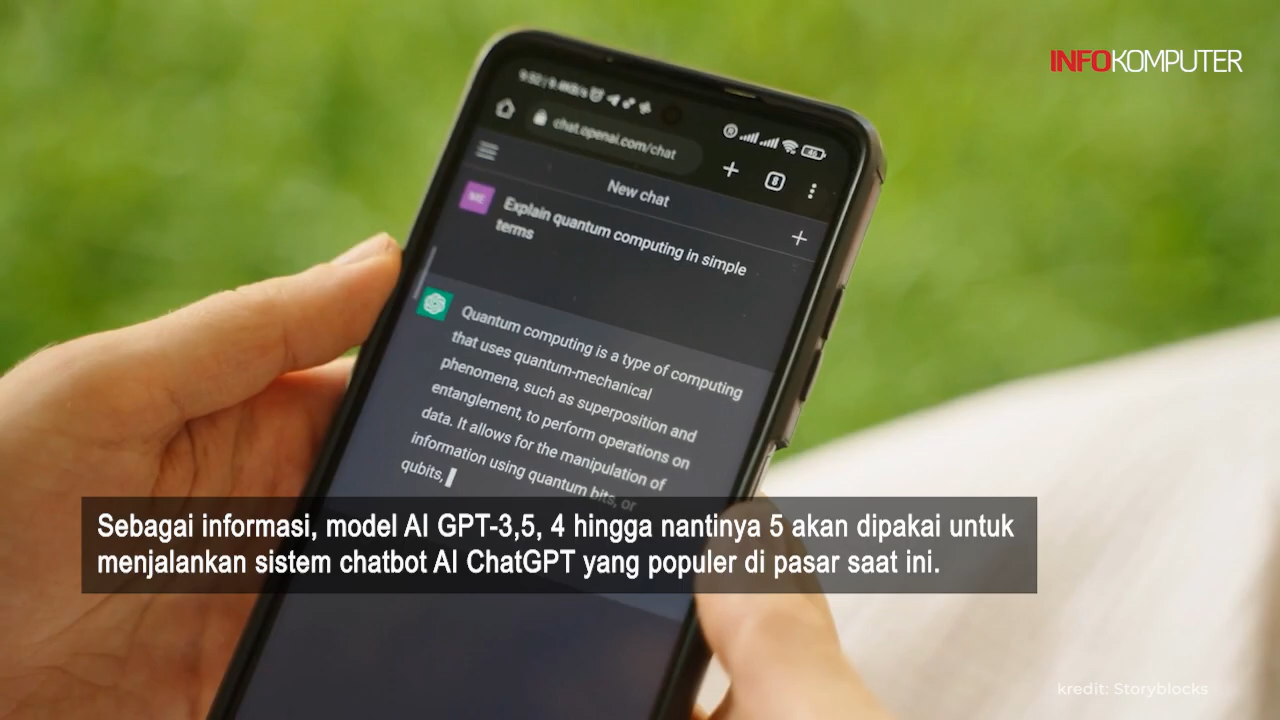 INFOKOMPUTER
chat.openai.com/chat
8
New chat
ME
Explain quantum computing in simple
terms
Quantum computing is a type of computing
that uses quantum-mechanical
phenomena, such as superposition and
entanglement, to perform operations on
data. It allows for the manipulation of
information using quantum bits, or
qubits,
Sebagai informasi, model AI GPT-3,5, 4 hingga nantinya 5 akan dipakai untuk
menjalankan sistem chatbot AI ChatGPT yang populer di pasar saat ini.
kredit: Storyblocks